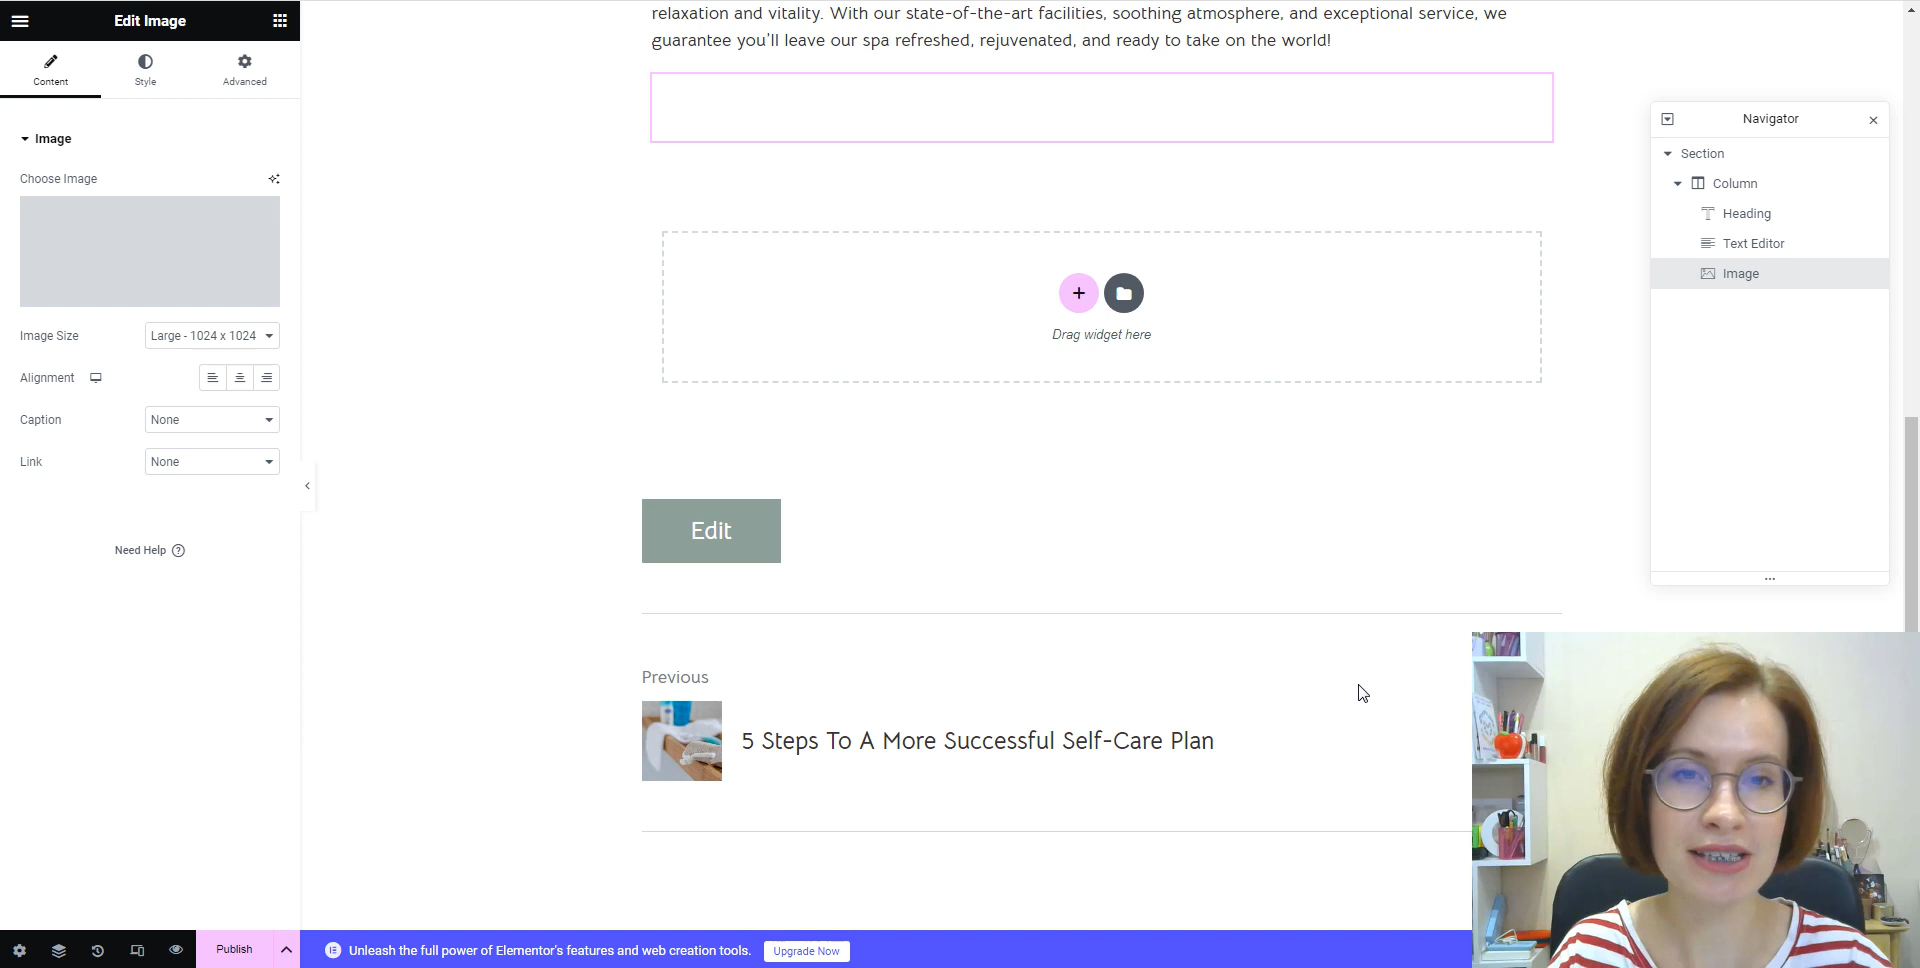 Edit Image
Content
Style
Advanced
Image
Choose Image
Image Size
Large - 1024 x 1024
Alignment
Caption
None
Link
None
Need Help ?
Publish
relaxation and vitality. With our state-of-the-art facilities, soothing atmosphere, and exceptional service, we
guarantee you'll leave our spa refreshed, rejuvenated, and ready to take on the world!
+
Drag widget here
Edit
Previous
5 Steps To A More Successful Self-Care Plan
Navigator
Section
Column
Heading
Text Editor
Image
Unleash the full power of Elementor's features and web creation tools.
Upgrade Now